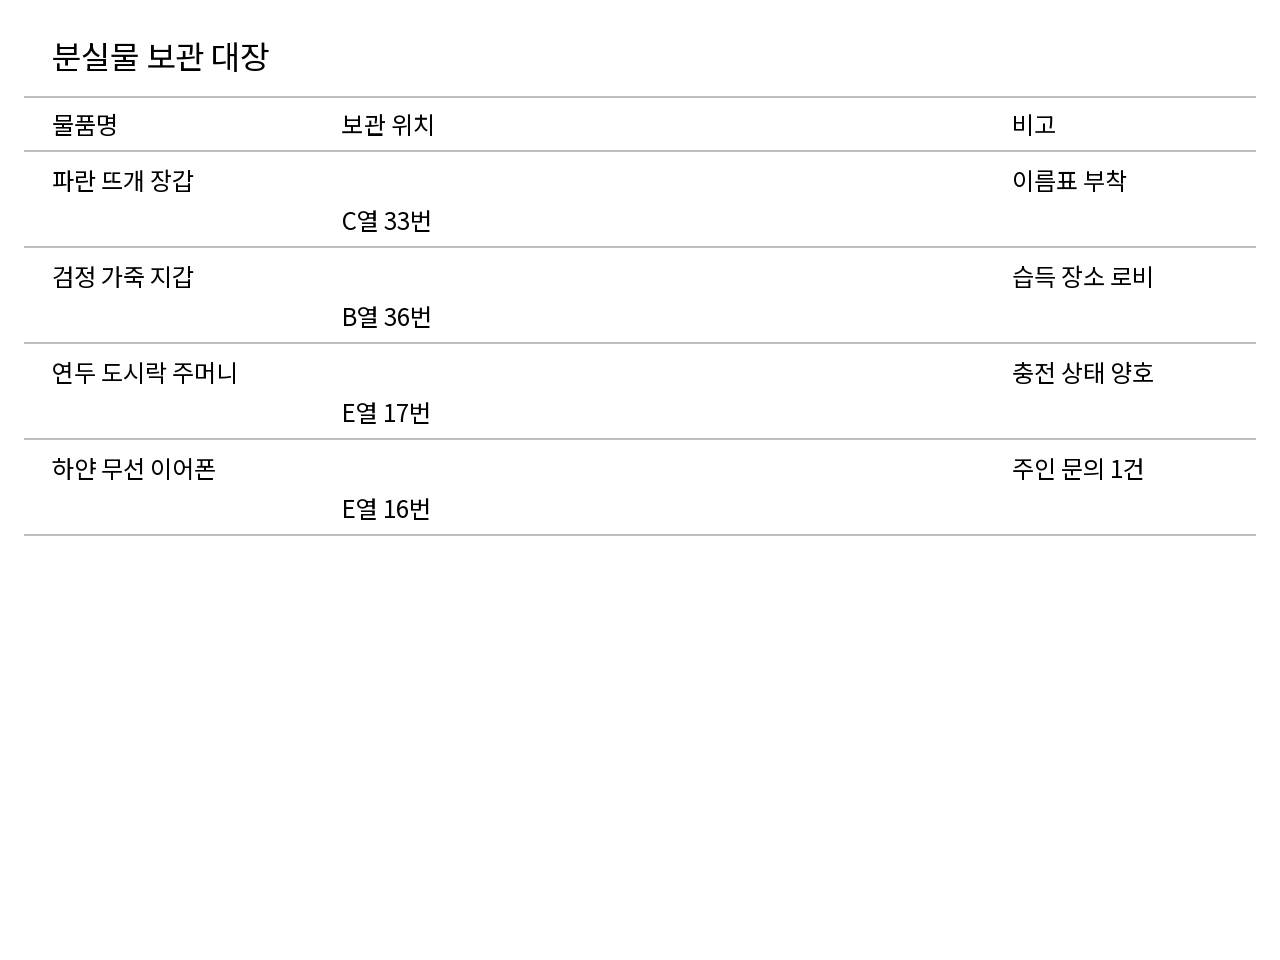 분실물 보관 대장
물품명 보관 위치 비고
파란 뜨개 장갑 이름표 부착
C열 33번
검정 가죽 지갑 습득 장소 로비
B열 36번
연두 도시락 주머니 충전 상태 양호
E열 17번
하얀 무선 이어폰 주인 문의 1건
E열 16번